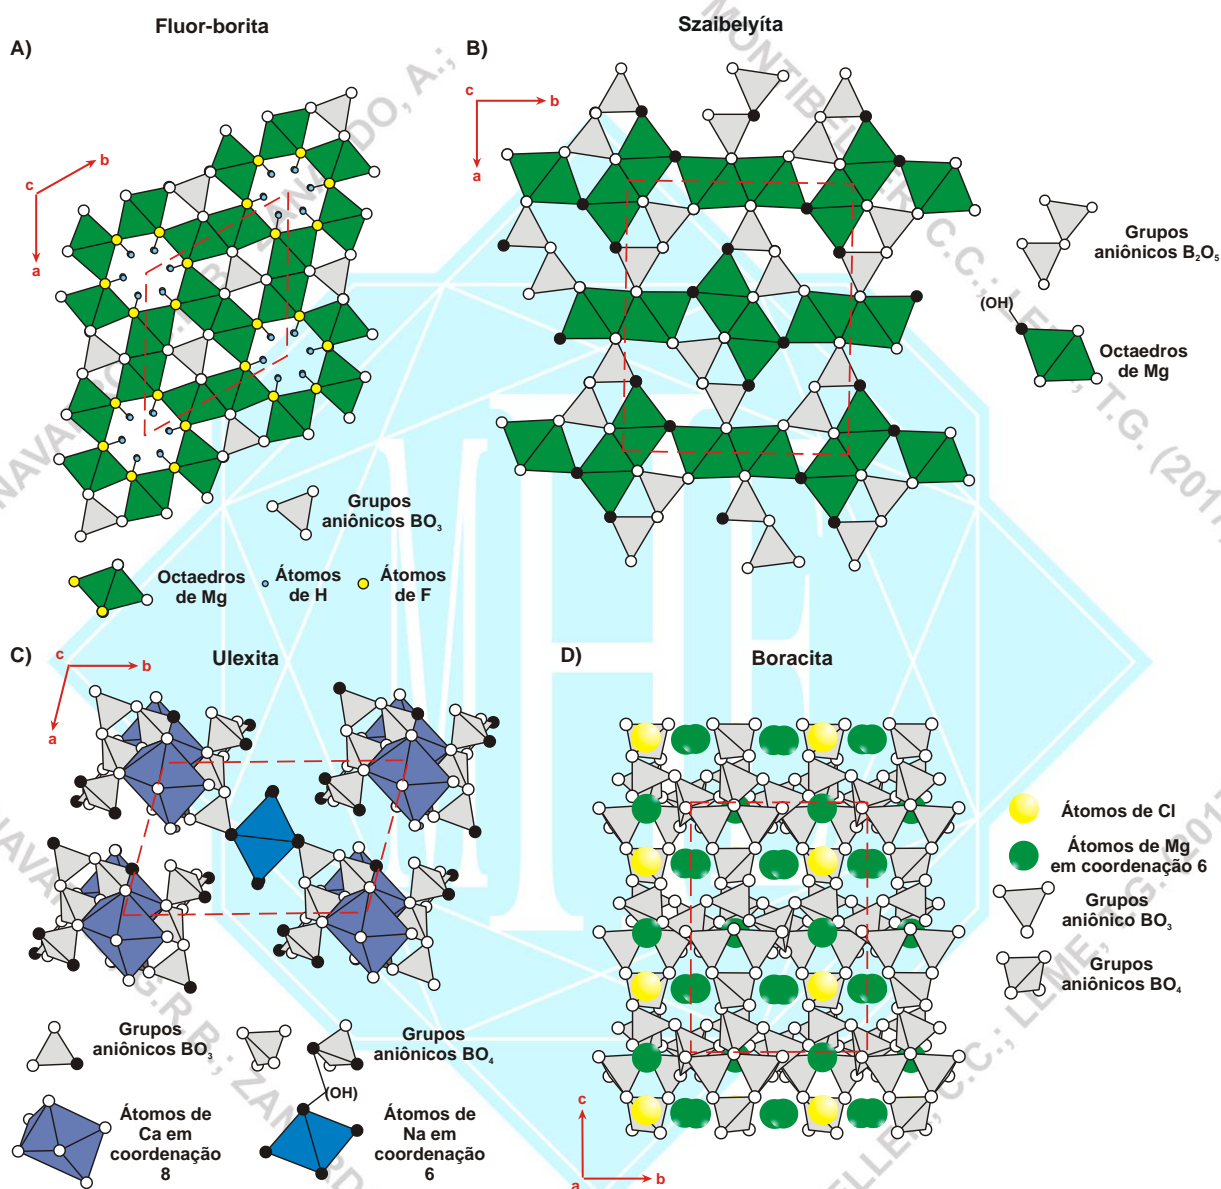 Fluor-borita
A)
c
b
a
Grupos
aniônicos BO₃
Octaedros
de Mg
Átomos
de H
Átomos
de F
Szaibelyíta
B)
c
b
a
Grupos
aniônicos B₂O₅
(OH)
Octaedros
de Mg
C)
Ulexita
c
b
a
Grupos
aniônicos BO₃
Grupos
aniônicos BO₄
(OH)
Átomos de
Ca em
coordenação
8
Átomos de
Na em
coordenação
6
D)
Boracita
Átomos de Cl
Átomos de Mg
em coordenação 6
Grupos
aniônico BO₃
Grupos
aniônicos BO₄
c
a
b
MHE